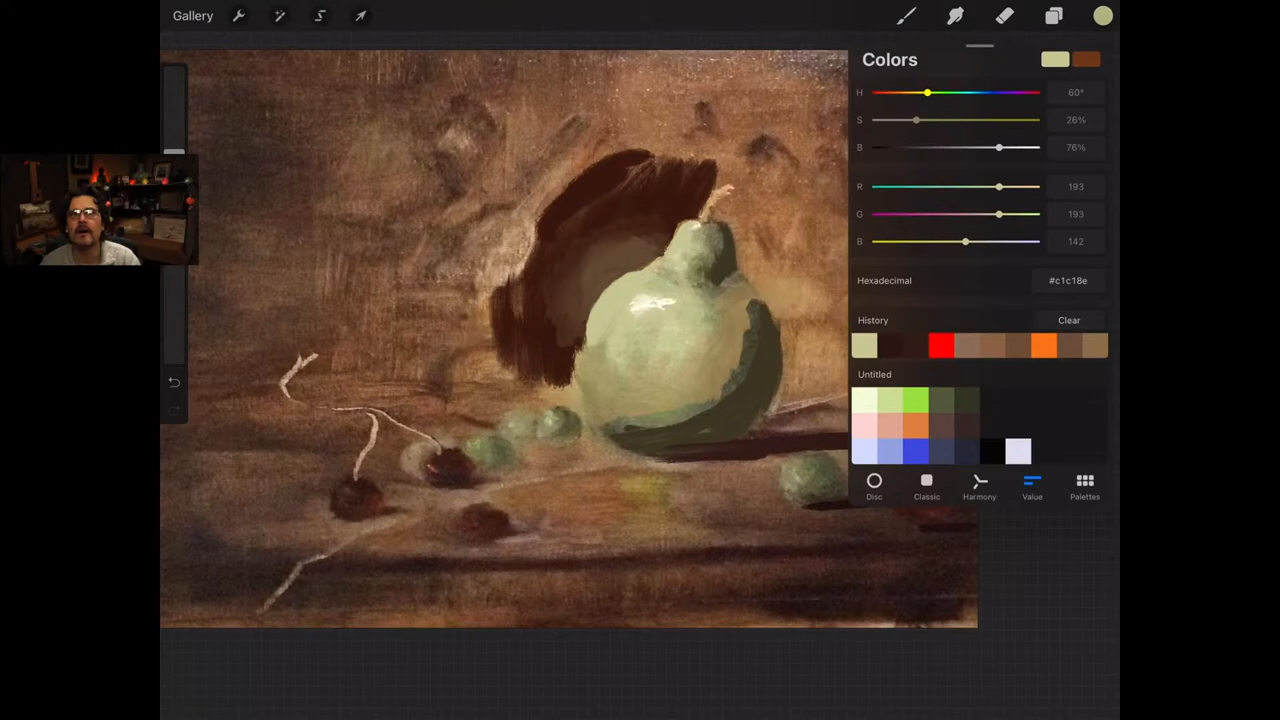 Gallery
Colors
H 60°
S 26%
B 76%
R 193
G 193
B 142
Hexadecimal #c1c18e
History Clear
Untitled
Disc Classic Harmony Value Palettes